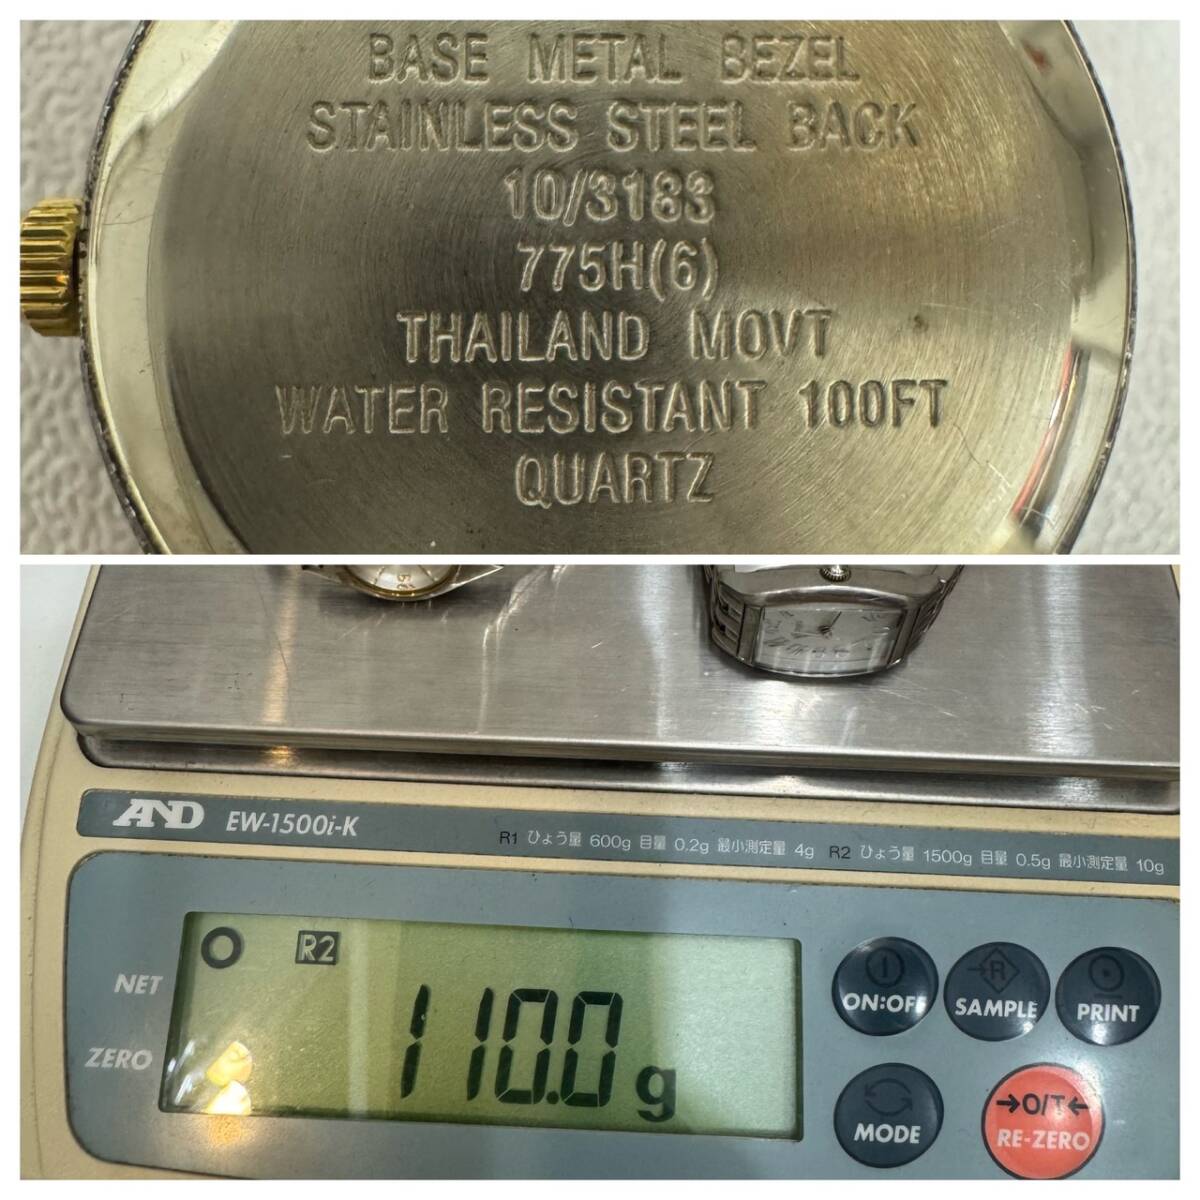 BASE METAL BEZEL
STAINLESS STEEL BACK
10/3183
775H(6)
THAILAND MOVT
WATER RESISTANT 100FT
QUARTZ
AND EW-1500i-K
R1 ひょう量 600g 目量 0.2g 最小測定量 4g R2 ひょう量 1500g 目量 0.5g 最小測定量 10g
R2
NET
ZERO
110.0 g
ON:OFF
SAMPLE
PRINT
MODE
→O/T←
RE-ZERO